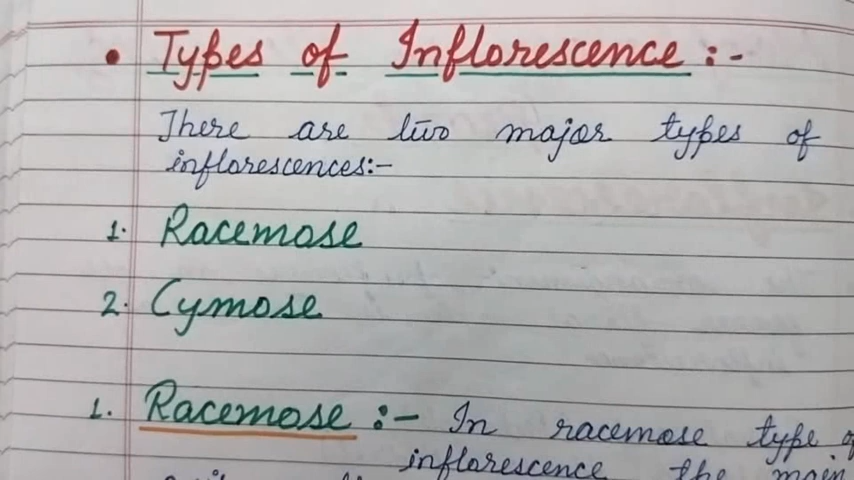 • Types of Inflorescence :-
There are two major types of
inflorescences:-
1. Racemose
2. Cymose
1. Racemose :- In racemose type of
inflorescence the main